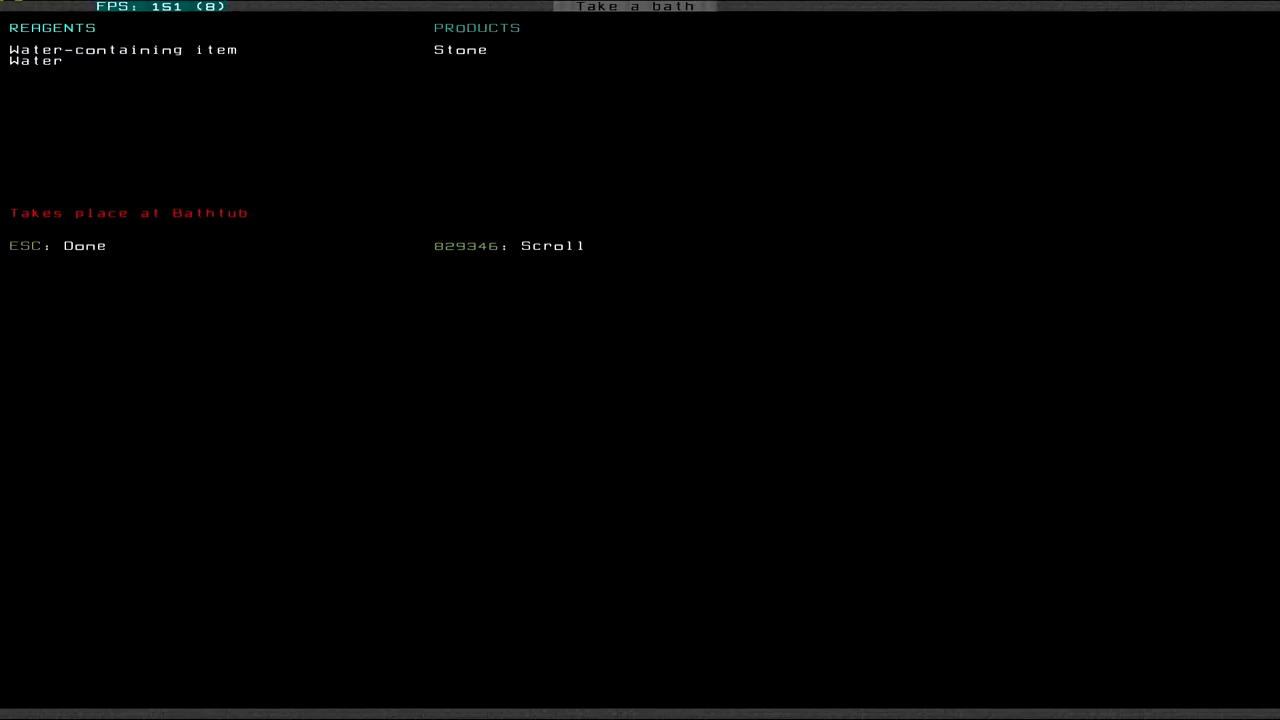 FPS: 151 (8)
Take a bath
REAGENTS
PRODUCTS
Water-containing item
Stone
Water
Takes place at Bathtub
ESC: Done
829346: Scroll